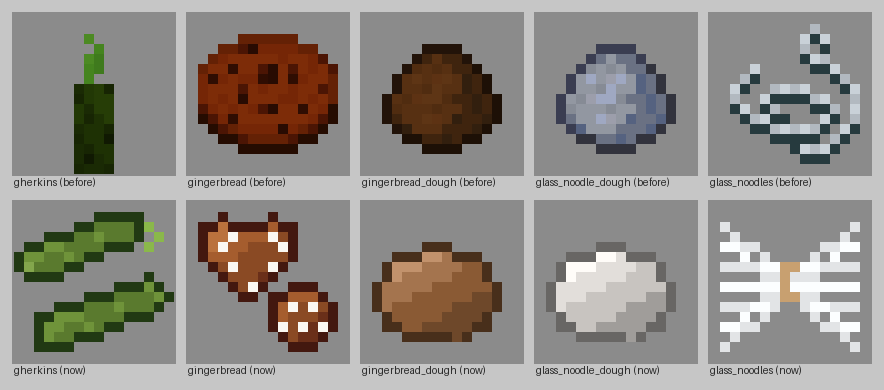 gherkins (before)
gingerbread (before)
gingerbread_dough (before)
glass_noodle_dough (before)
glass_noodles (before)
gherkins (now)
gingerbread (now)
gingerbread_dough (now)
glass_noodle_dough (now)
glass_noodles (now)